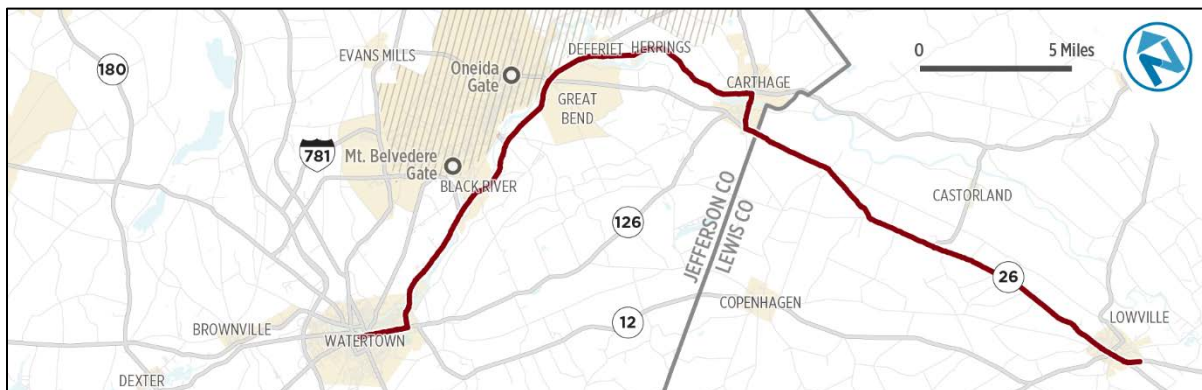 DEFERIET
HERRINGS
EVANS MILLS
0
5 Miles
180
Oneida
Gate
CARTHAGE
GREAT
BEND
781
Mt. Belvedere
Gate
BLACK RIVER
CASTORLAND
126
JEFFERSON CO
LEWIS CO
26
COPENHAGEN
12
LOWVILLE
BROWNVILLE
WATERTOWN
DEXTER